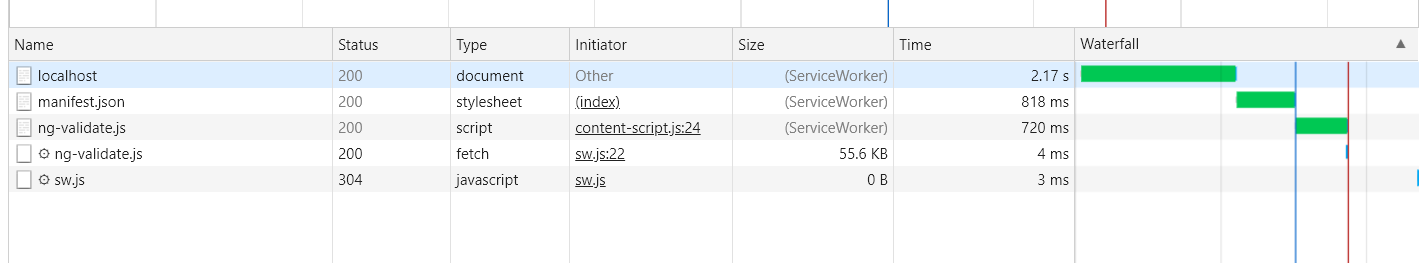 Name Status Type Initiator Size Time Waterfall ▲
localhost 200 document Other (ServiceWorker) 2.17 s
manifest.json 200 stylesheet (index) (ServiceWorker) 818 ms
ng-validate.js 200 script content-script.js:24 (ServiceWorker) 720 ms
ng-validate.js 200 fetch sw.js:22 55.6 KB 4 ms
sw.js 304 javascript sw.js 0 B 3 ms